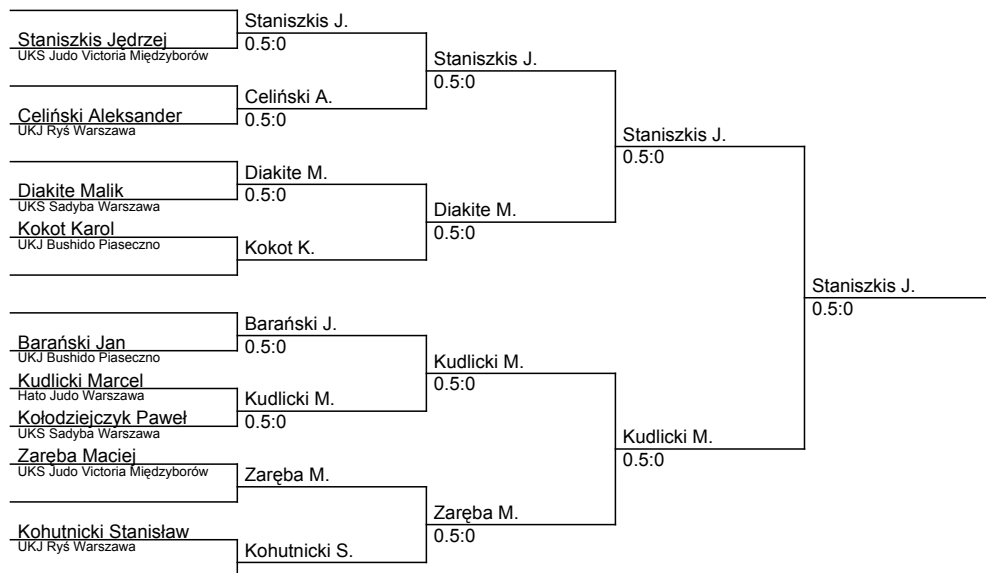 Staniszkis Jędrzej
UKS Judo Victoria Międzyborów
Celiński Aleksander
UKJ Ryś Warszawa
Diakite Malik
UKS Sadyba Warszawa
Kokot Karol
UKJ Bushido Piaseczno
Barański Jan
UKJ Bushido Piaseczno
Kudlicki Marcel
Hato Judo Warszawa
Kołodziejczyk Paweł
UKS Sadyba Warszawa
Zaręba Maciej
UKS Judo Victoria Międzyborów
Kohutnicki Stanisław
UKJ Ryś Warszawa
Staniszkis J.
0.5:0
Celiński A.
0.5:0
Diakite M.
0.5:0
Kokot K.
Barański J.
0.5:0
Kudlicki M.
0.5:0
Zaręba M.
Kohutnicki S.
Staniszkis J.
0.5:0
Diakite M.
0.5:0
Kudlicki M.
0.5:0
Zaręba M.
0.5:0
Staniszkis J.
0.5:0
Kudlicki M.
0.5:0
Staniszkis J.
0.5:0